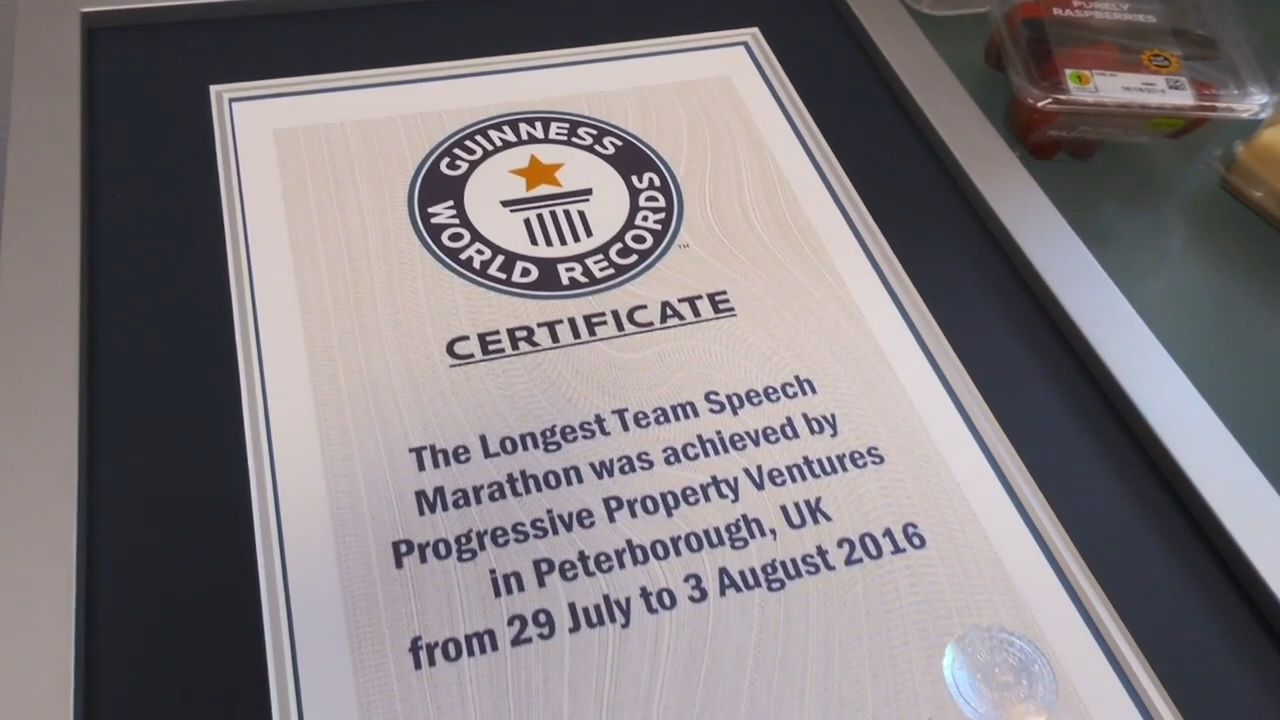 PURELY
RASPBERRIES
GUINNESS
WORLD RECORDS
TM
CERTIFICATE
The Longest Team Speech
Marathon was achieved by
Progressive Property Ventures
in Peterborough, UK
from 29 July to 3 August 2016